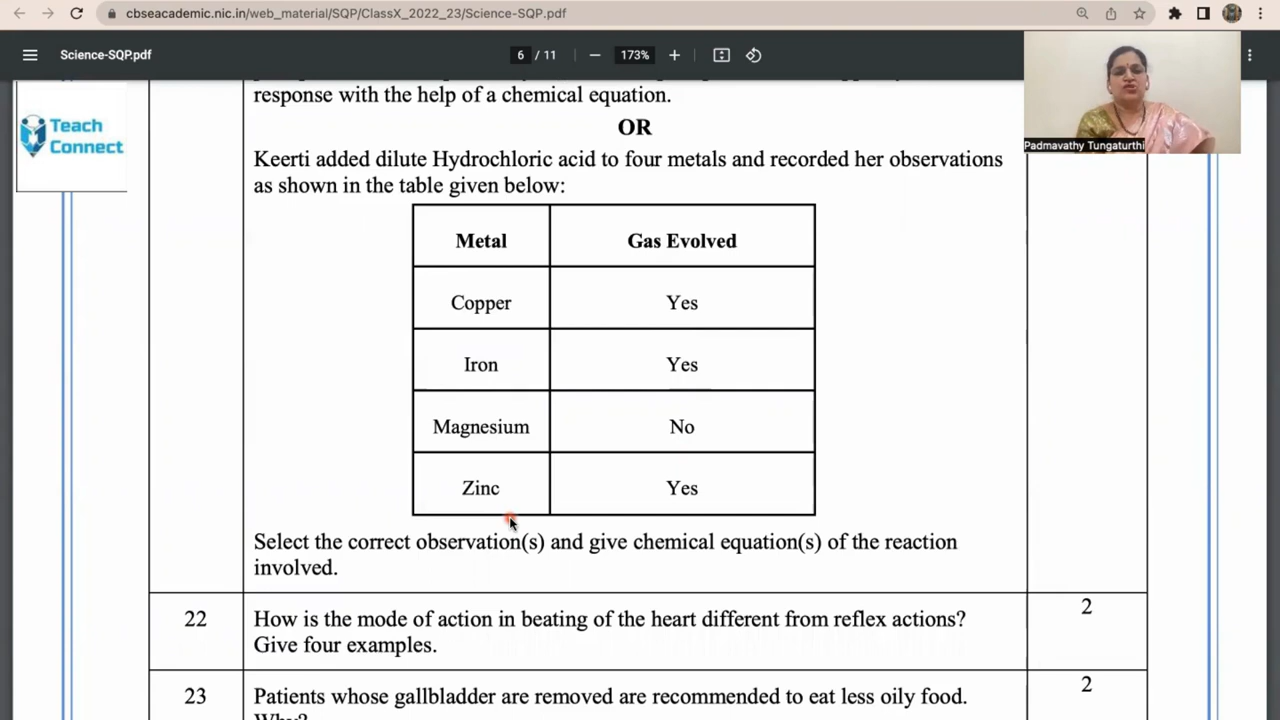 cbseacademic.nic.in/web_material/SQP/ClassX_2022_23/Science-SQP.pdf
Science-SQP.pdf
6 / 11
173%
Teach
Connect
Padmavathy Tungaturthi
response with the help of a chemical equation.
OR
Keerti added dilute Hydrochloric acid to four metals and recorded her observations
as shown in the table given below:
Metal Gas Evolved
Copper Yes
Iron Yes
Magnesium No
Zinc Yes
Select the correct observation(s) and give chemical equation(s) of the reaction
involved.
22 How is the mode of action in beating of the heart different from reflex actions? 2
Give four examples.
23 Patients whose gallbladder are removed are recommended to eat less oily food. 2
Why?